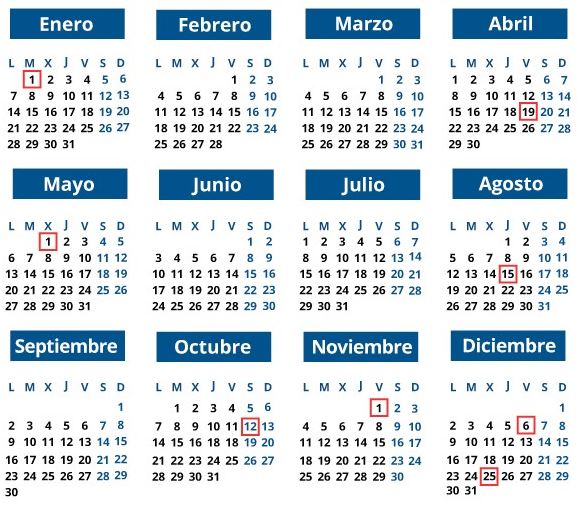 Enero
L M X J V S D
1 2 3 4 5 6
7 8 9 10 11 12 13
14 15 16 17 18 19 20
21 22 23 24 25 26 27
28 29 30 31
Febrero
L M X J V S D
1 2 3
4 5 6 7 8 9 10
11 12 13 14 15 16 17
18 19 20 21 22 23 24
25 26 27 28
Marzo
L M X J V S D
1 2 3
4 5 6 7 8 9 10
11 12 13 14 15 16 17
18 19 20 21 22 23 24
25 26 27 28 29 30 31
Abril
L M X J V S D
1 2 3 4 5 6 7
8 9 10 11 12 13 14
15 16 17 18 19 20 21
22 23 24 25 26 27 28
29 30
Mayo
L M X J V S D
1 2 3 4 5
6 7 8 9 10 11 12
13 14 15 16 17 18 19
20 21 22 23 24 25 26
27 28 29 30 31
Junio
L M X J V S D
1 2
3 4 5 6 7 8 9
10 11 12 13 14 15 16
17 18 19 20 21 22 23
24 25 26 27 28 29 30
Julio
L M X J V S D
1 2 3 4 5 6 7
8 9 10 11 12 13 14
15 16 17 18 19 20 21
22 23 24 25 26 27 28
29 30 31
Agosto
L M X J V S D
1 2 3 4
5 6 7 8 9 10 11
12 13 14 15 16 17 18
19 20 21 22 23 24 25
26 27 28 29 30 31
Septiembre
L M X J V S D
1
2 3 4 5 6 7 8
9 10 11 12 13 14 15
16 17 18 19 20 21 22
23 24 25 26 27 28 29
30
Octubre
L M X J V S D
1 2 3 4 5 6
7 8 9 10 11 12 13
14 15 16 17 18 19 20
21 22 23 24 25 26 27
28 29 30 31
Noviembre
L M X J V S D
1 2 3
4 5 6 7 8 9 10
11 12 13 14 15 16 17
18 19 20 21 22 23 24
25 26 27 28 29 30
Diciembre
L M X J V S D
1
2 3 4 5 6 7 8
9 10 11 12 13 14 15
16 17 18 19 20 21 22
23 24 25 26 27 28 29
30 31